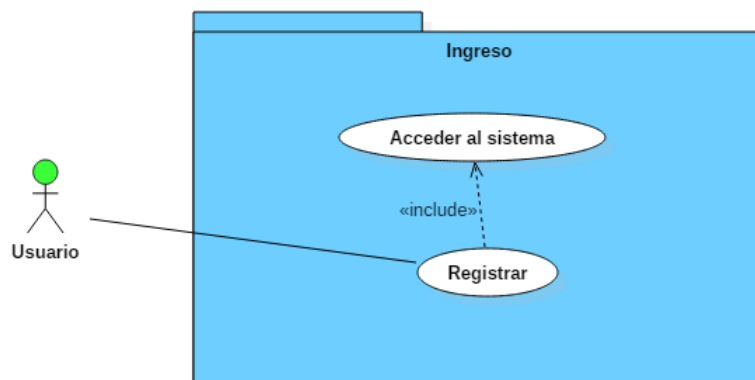 Ingreso
Acceder al sistema
«include»
Usuario
Registrar